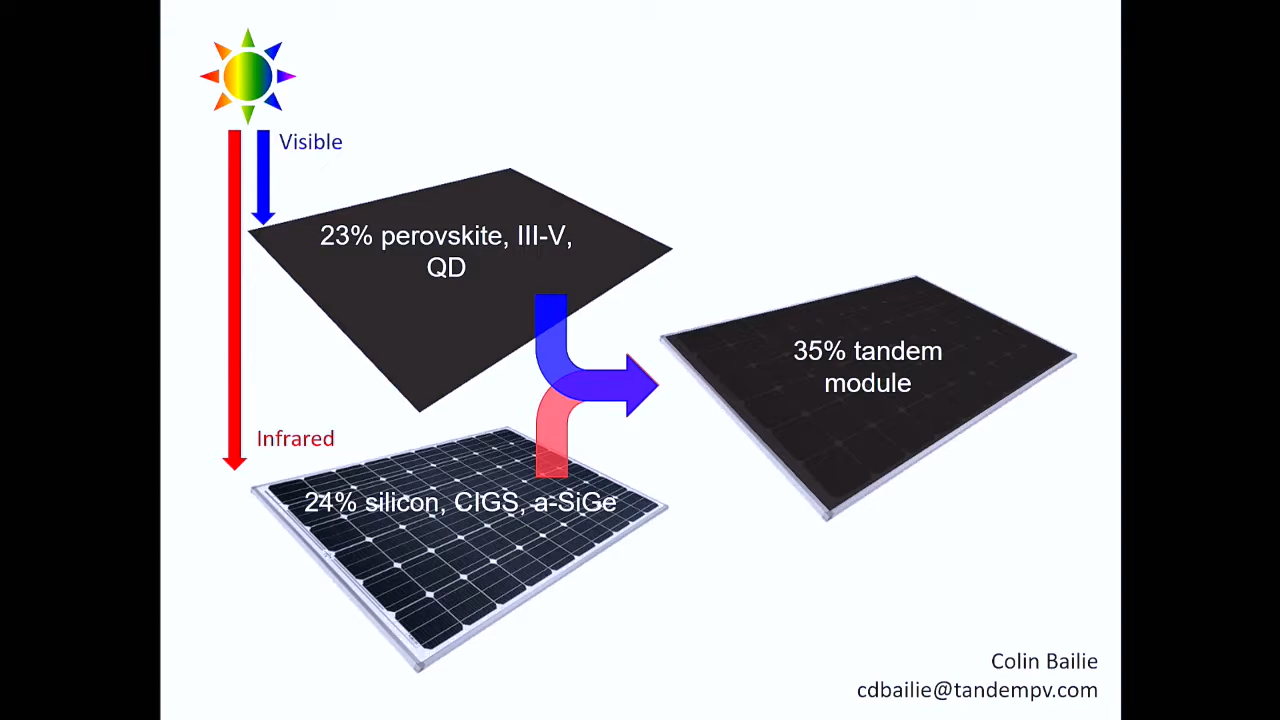 Visible
23% perovskite, III-V,
QD
35% tandem
module
Infrared
24% silicon, CIGS, a-SiGe
Colin Bailie
cdbailie@tandempv.com